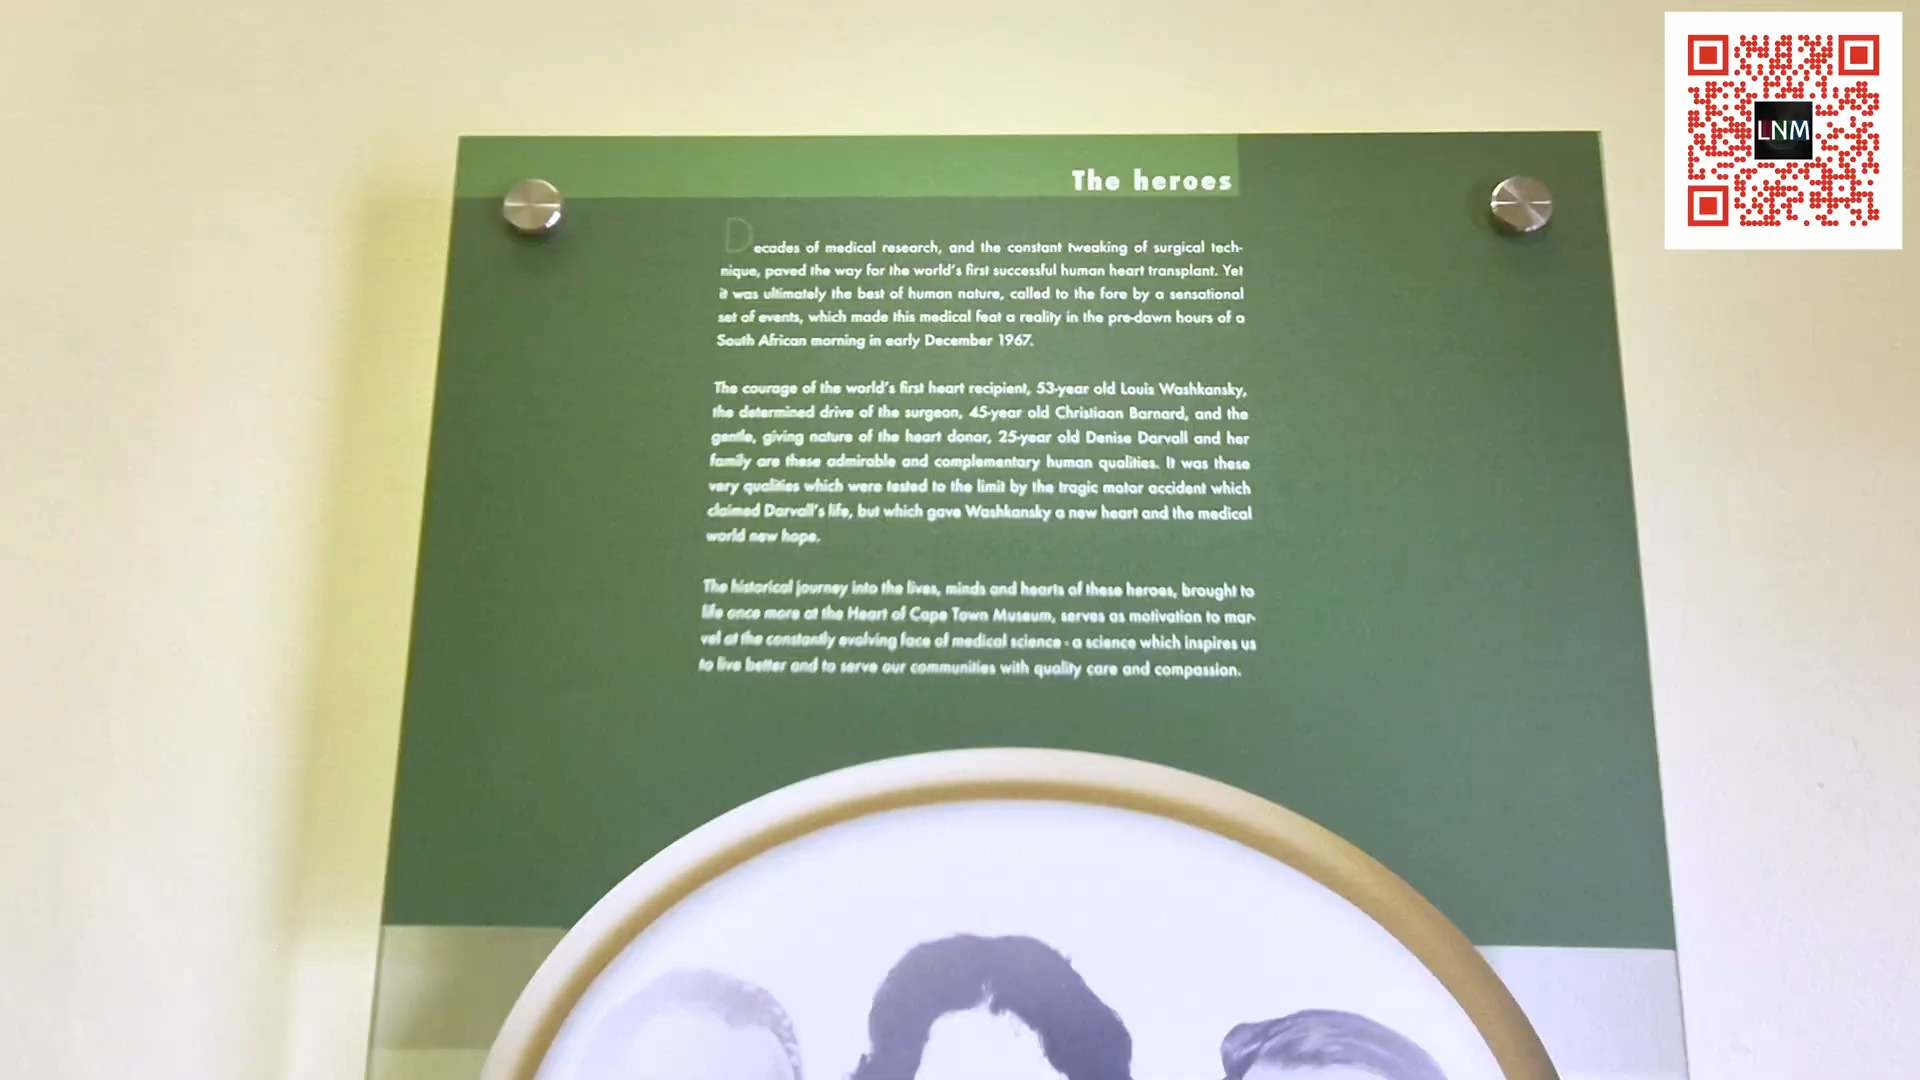 The heroes
Decades of medical research, and the constant tweaking of surgical tech-
nique, paved the way for the world's first successful human heart transplant. Yet
it was ultimately the best of human nature, called to the fore by a sensational
set of events, which made this medical feat a reality in the pre-dawn hours of a
South African morning in early December 1967.
The courage of the world's first heart recipient, 53-year old Louis Washkansky,
the determined drive of the surgeon, 45-year old Christiaan Barnard, and the
gentle, giving nature of the heart donor, 25-year old Denise Darvall and her
family are these admirable and complementary human qualities. It was these
very qualities which were tested to the limit by the tragic motor accident which
claimed Darvall's life, but which gave Washkansky a new heart and the medical
world new hope.
The historical journey into the lives, minds and hearts of these heroes, brought to
life once more at the Heart of Cape Town Museum, serves as motivation to mar-
vel at the constantly evolving face of medical science - a science which inspires us
to live better and to serve our communities with quality care and compassion.
LNM